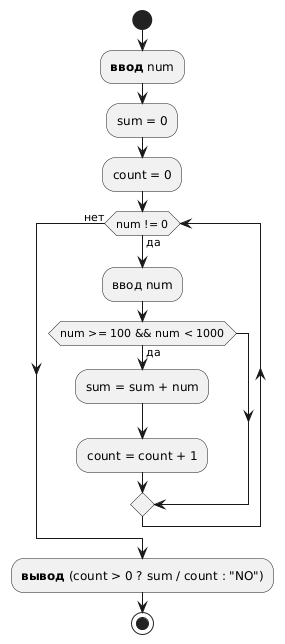 ввод num
sum = 0
count = 0
нет
num != 0
да
ввод num
num >= 100 && num < 1000
да
sum = sum + num
count = count + 1
вывод (count > 0 ? sum / count : "NO")